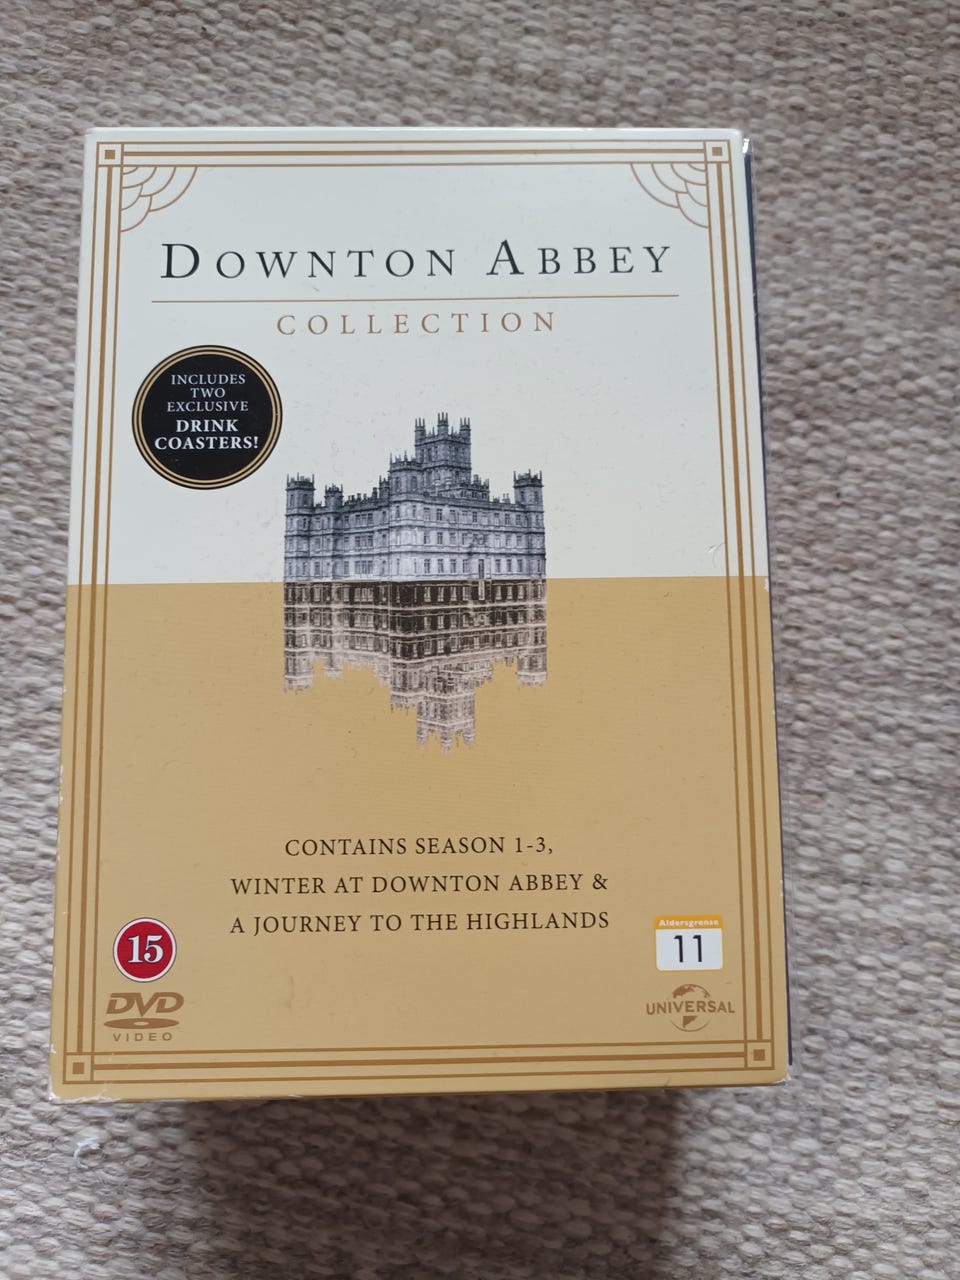 DOWNTON ABBEY
COLLECTION
INCLUDES
TWO
EXCLUSIVE
DRINK
COASTERS!
CONTAINS SEASON 1-3,
WINTER AT DOWNTON ABBEY &
A JOURNEY TO THE HIGHLANDS
15
Aldersgrense
11
DVD
VIDEO
UNIVERSAL